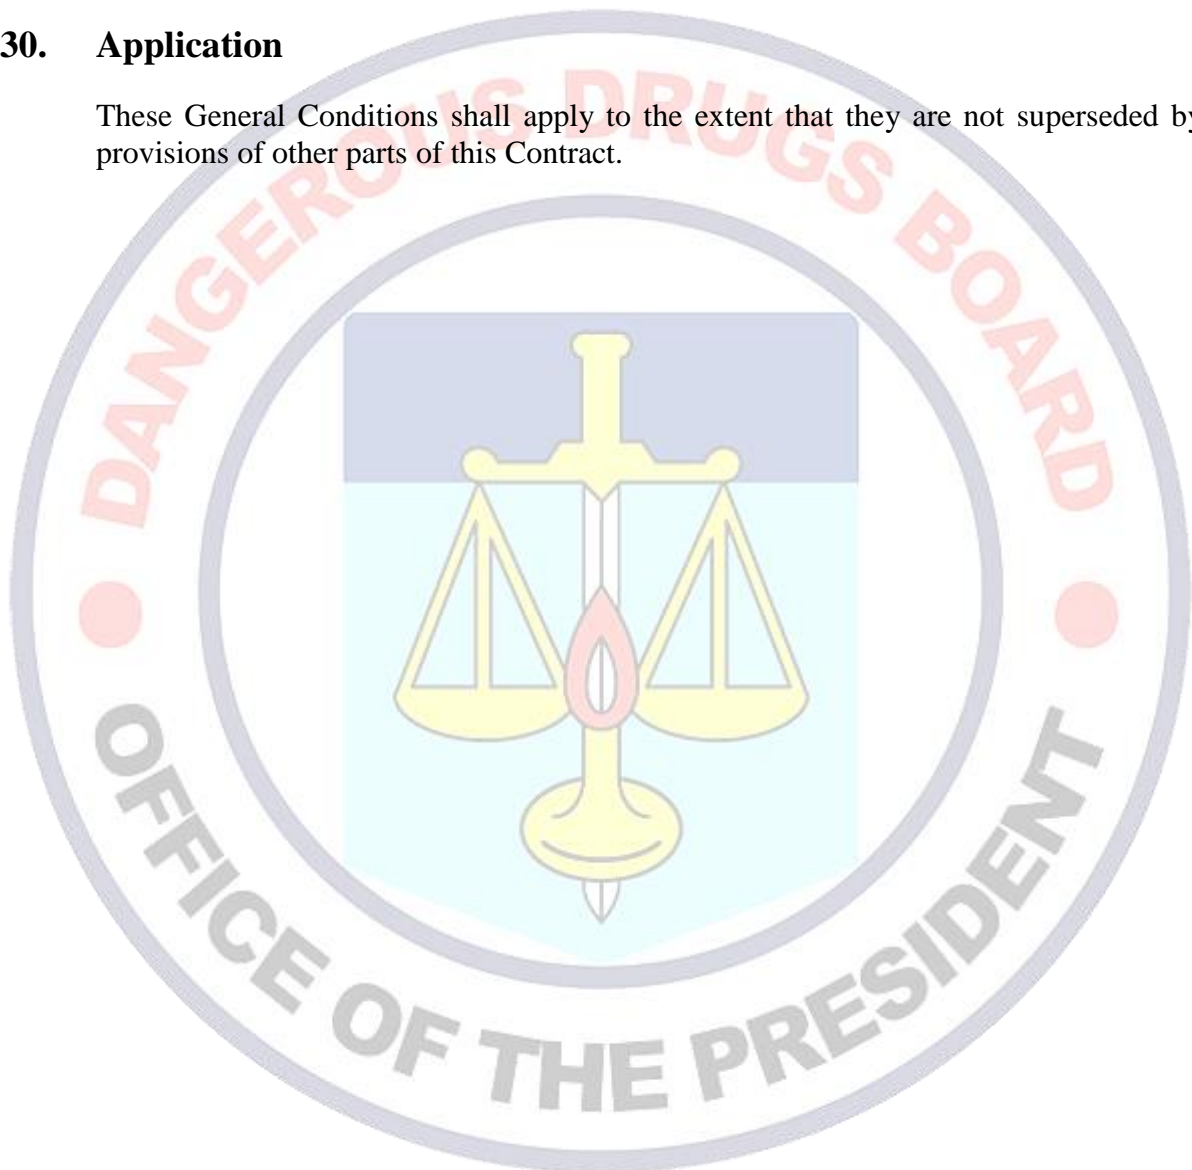 30. Application
These General Conditions shall apply to the extent that they are not superseded by
provisions of other parts of this Contract.
DANGEROUS DRUGS BOARD
OFFICE OF THE PRESIDENT